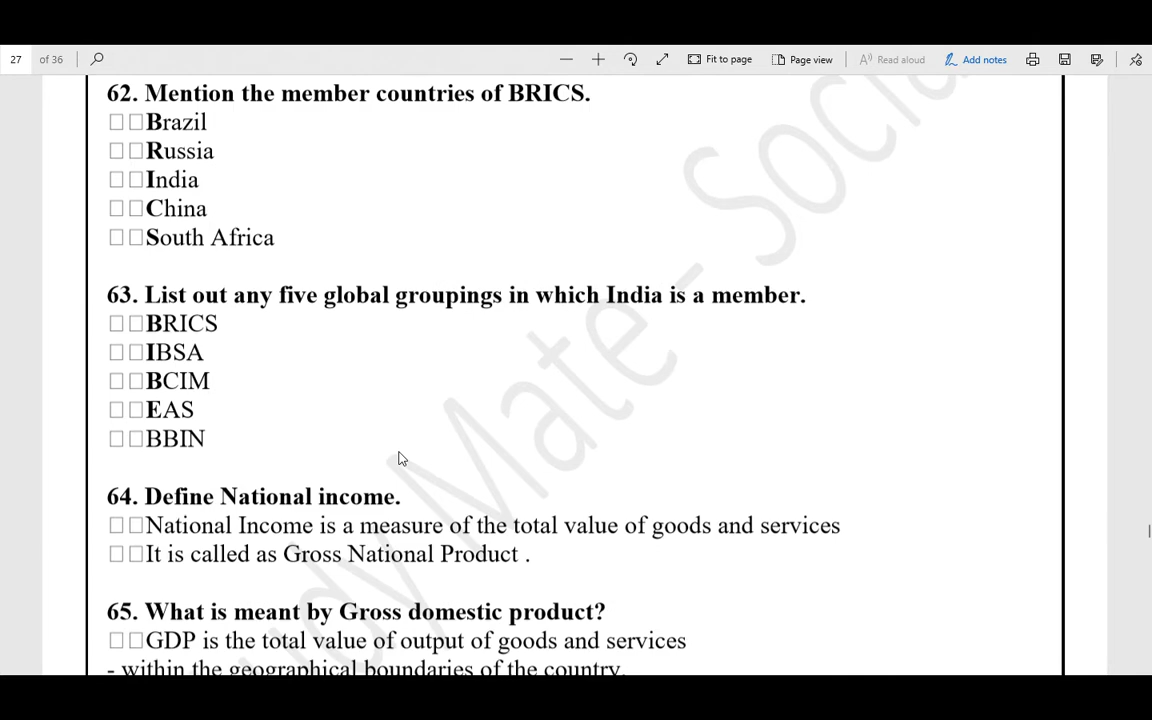 27 of 36 Fit to page Page view Read aloud Add notes
62. Mention the member countries of BRICS.
Brazil
Russia
India
China
South Africa
63. List out any five global groupings in which India is a member.
BRICS
IBSA
BCIM
EAS
BBIN
64. Define National income.
National Income is a measure of the total value of goods and services
It is called as Gross National Product .
65. What is meant by Gross domestic product?
GDP is the total value of output of goods and services
- within the geographical boundaries of the country.
udy Mate - Socia